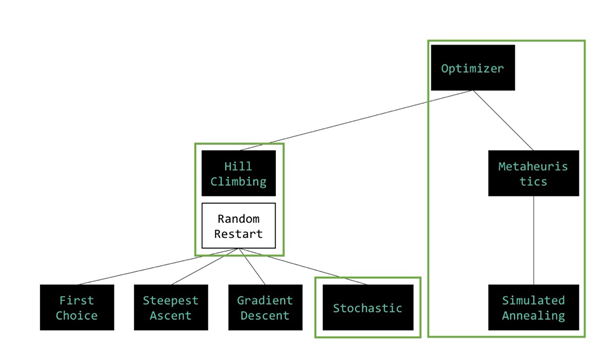 Optimizer
Hill
Climbing
Metaheuris
tics
Random
Restart
First
Choice
Steepest
Ascent
Gradient
Descent
Stochastic
Simulated
Annealing